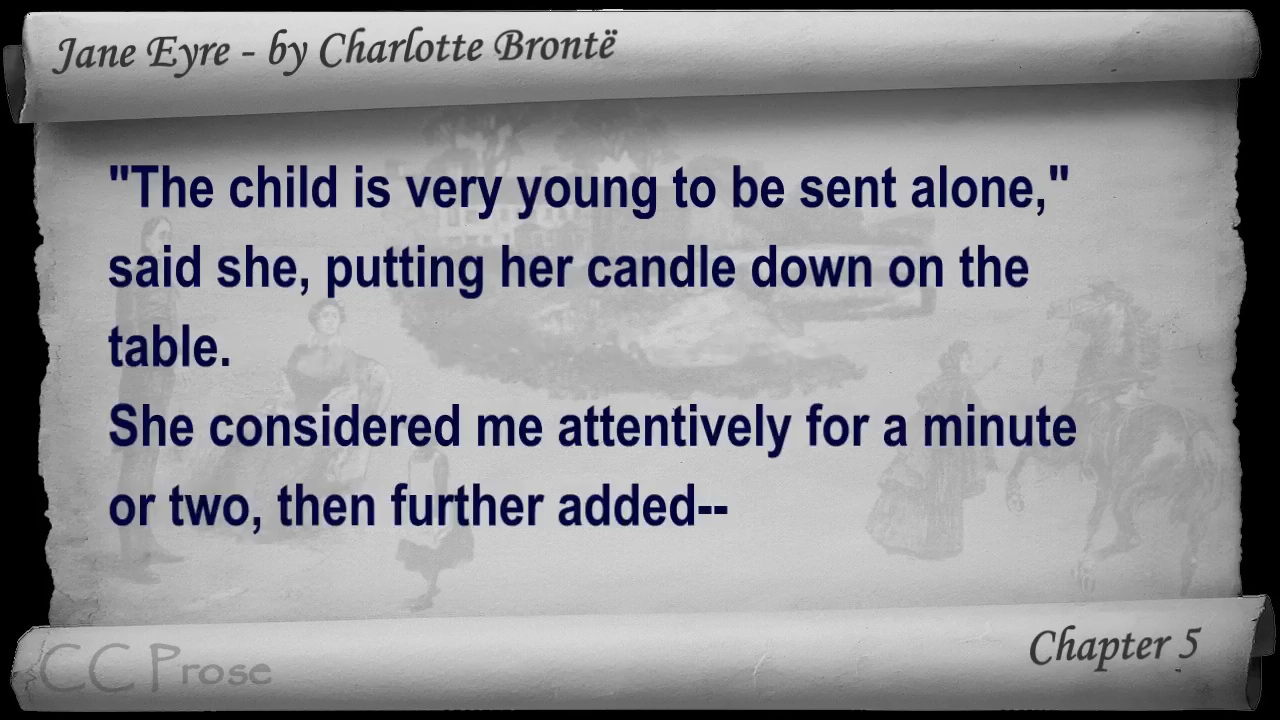 Jane Eyre - by Charlotte Brontë
"The child is very young to be sent alone,"
said she, putting her candle down on the
table.
She considered me attentively for a minute
or two, then further added--
Chapter 5
CC Prose